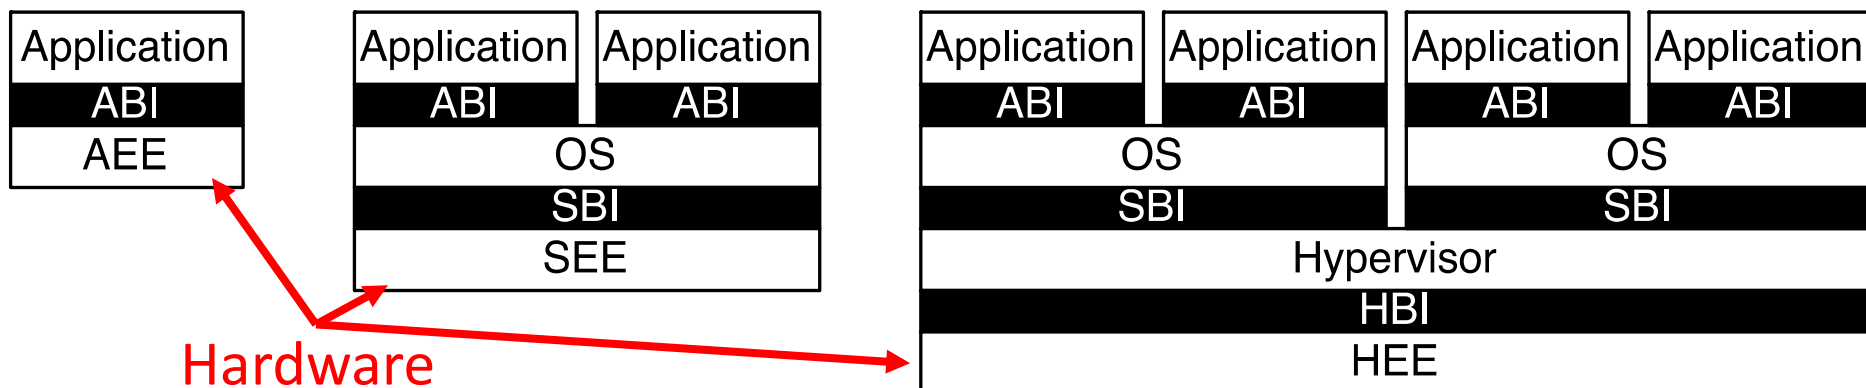 Application Application Application Application Application Application Application
ABI ABI ABI ABI ABI ABI ABI
AEE OS OS OS
SBI SBI SBI
SEE Hypervisor
HBI
Hardware HEE